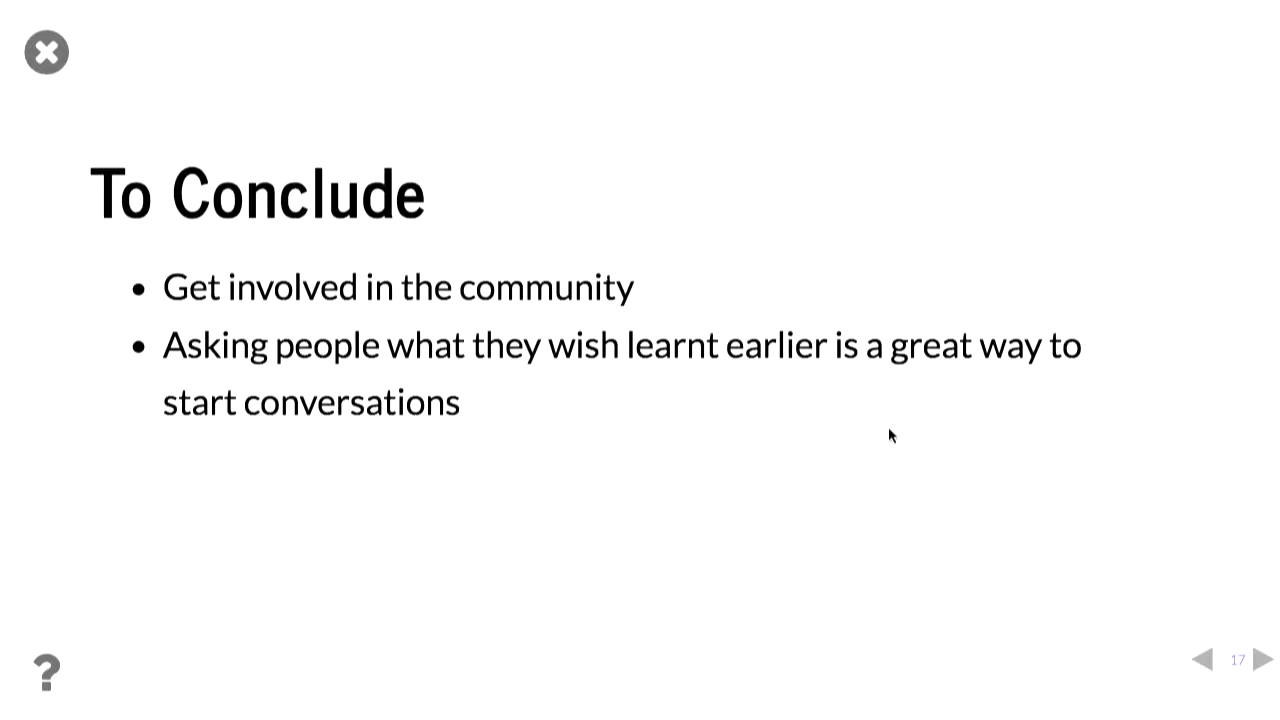 To Conclude
• Get involved in the community
• Asking people what they wish learnt earlier is a great way to
start conversations
?
17